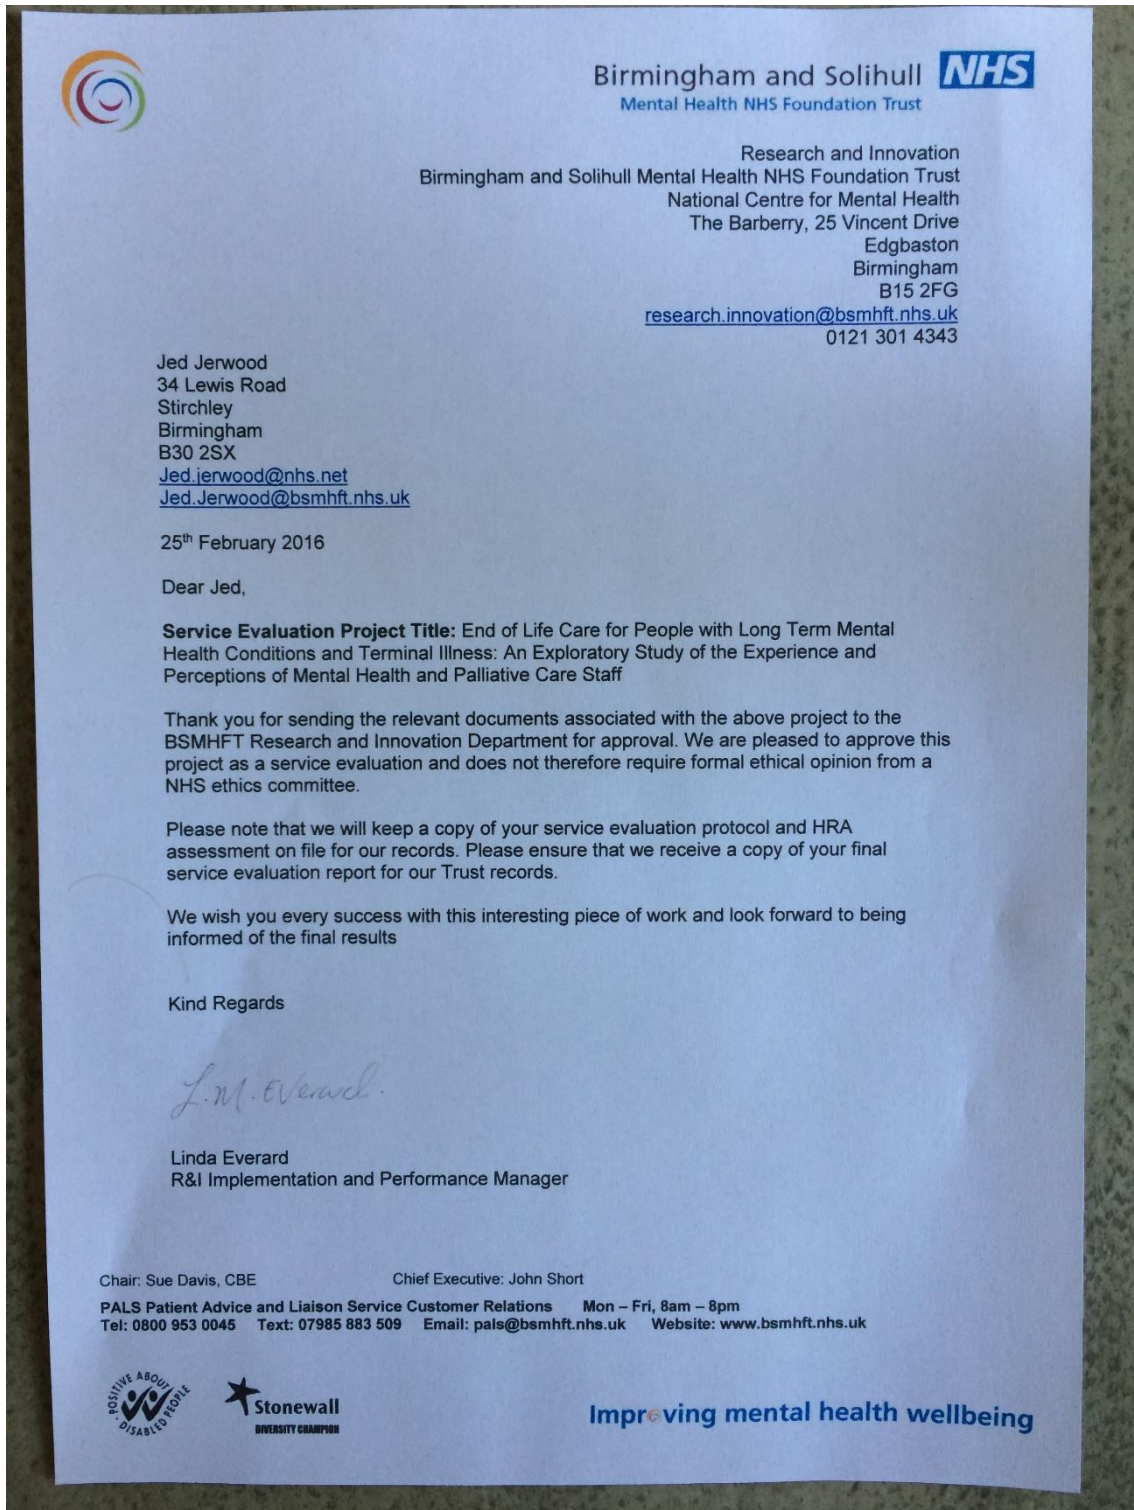 Birmingham and Solihull NHS
Mental Health NHS Foundation Trust
Research and Innovation
Birmingham and Solihull Mental Health NHS Foundation Trust
National Centre for Mental Health
The Barberry, 25 Vincent Drive
Edgbaston
Birmingham
B15 2FG
research.innovation@bsmhft.nhs.uk
0121 301 4343
Jed Jerwood
34 Lewis Road
Stirchley
Birmingham
B30 2SX
Jed.jerwood@nhs.net
Jed.Jerwood@bsmhft.nhs.uk
25th February 2016
Dear Jed,
Service Evaluation Project Title: End of Life Care for People with Long Term Mental
Health Conditions and Terminal Illness: An Exploratory Study of the Experience and
Perceptions of Mental Health and Palliative Care Staff
Thank you for sending the relevant documents associated with the above project to the
BSMHFT Research and Innovation Department for approval. We are pleased to approve this
project as a service evaluation and does not therefore require formal ethical opinion from a
NHS ethics committee.
Please note that we will keep a copy of your service evaluation protocol and HRA
assessment on file for our records. Please ensure that we receive a copy of your final
service evaluation report for our Trust records.
We wish you every success with this interesting piece of work and look forward to being
informed of the final results
Kind Regards
L.M.Everard.
Linda Everard
R&I Implementation and Performance Manager
Chair: Sue Davis, CBE Chief Executive: John Short
PALS Patient Advice and Liaison Service Customer Relations Mon – Fri, 8am – 8pm
Tel: 0800 953 0045 Text: 07985 883 509 Email: pals@bsmhft.nhs.uk Website: www.bsmhft.nhs.uk
POSITIVE ABOUT DISABLED PEOPLE
Stonewall
DIVERSITY CHAMPION
Improving mental health wellbeing